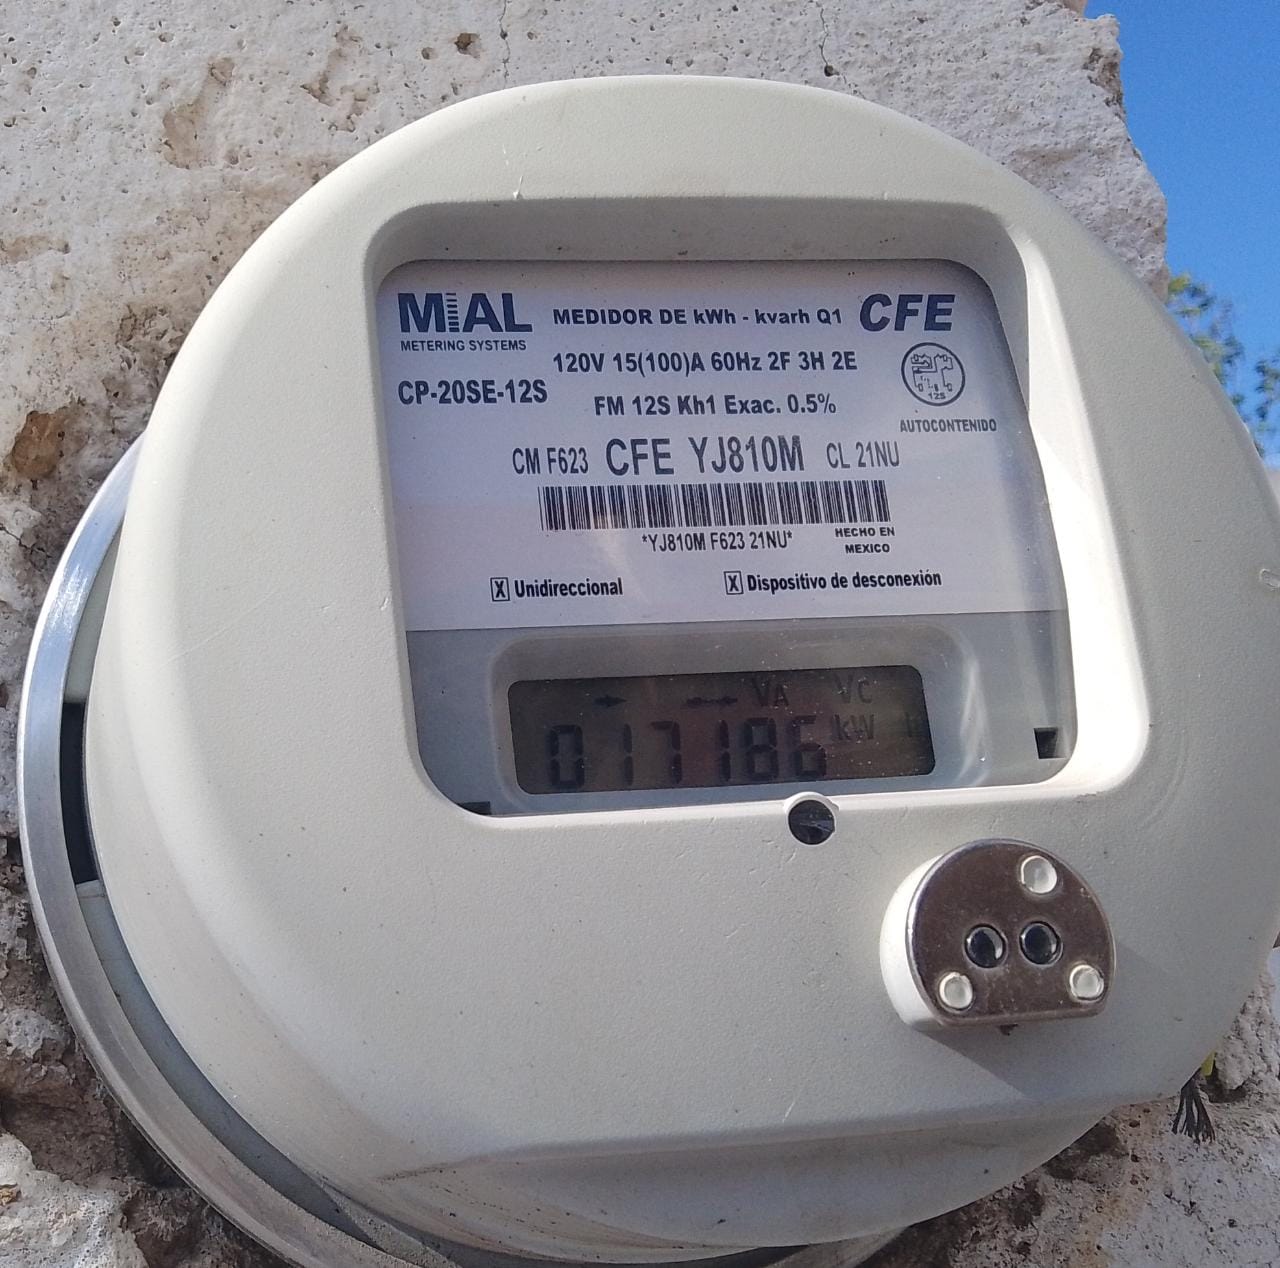 MIAL
METERING SYSTEMS
MEDIDOR DE kWh - kvarh Q1
CFE
120V 15(100)A 60Hz 2F 3H 2E
CP-20SE-12S
FM 12S Kh1 Exac. 0.5%
12S
AUTOCONTENIDO
CM F623 CFE YJ810M CL 21NU
*YJ810M F623 21NU*
HECHO EN
MEXICO
X Unidireccional
X Dispositivo de desconexión
VA VC
017186 kW h